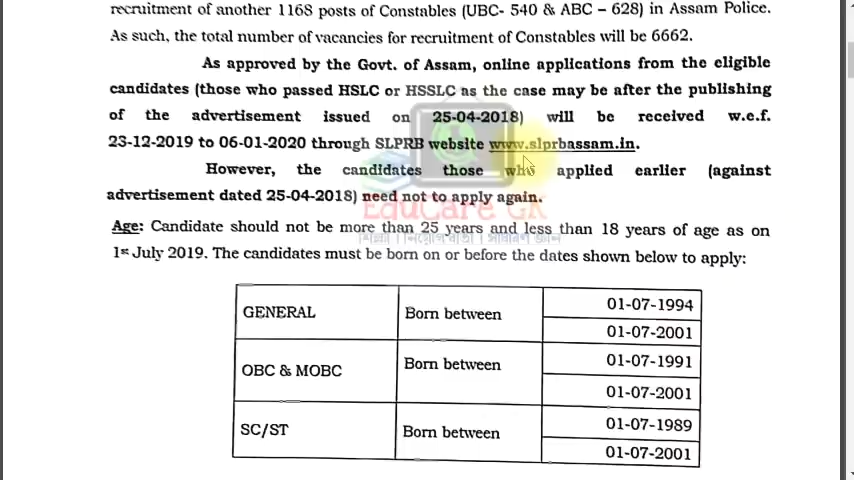 recruitment of another 1168 posts of Constables (UBC- 540 & ABC – 628) in Assam Police.
As such, the total number of vacancies for recruitment of Constables will be 6662.
As approved by the Govt. of Assam, online applications from the eligible
candidates (those who passed HSLC or HSSLC as the case may be after the publishing
of the advertisement issued on 25-04-2018) will be received w.e.f.
23-12-2019 to 06-01-2020 through SLPRB website www.slprbassam.in.
However, the candidates those who applied earlier (against
advertisement dated 25-04-2018) need not to apply again.
EduCare GK
Age: Candidate should not be more than 25 years and less than 18 years of age as on
শিক্ষা | নিয়োগ বাৰ্তা | সাধাৰণ জ্ঞান
1st July 2019. The candidates must be born on or before the dates shown below to apply:
GENERAL Born between 01-07-1994
01-07-2001
OBC & MOBC Born between 01-07-1991
01-07-2001
SC/ST Born between 01-07-1989
01-07-2001